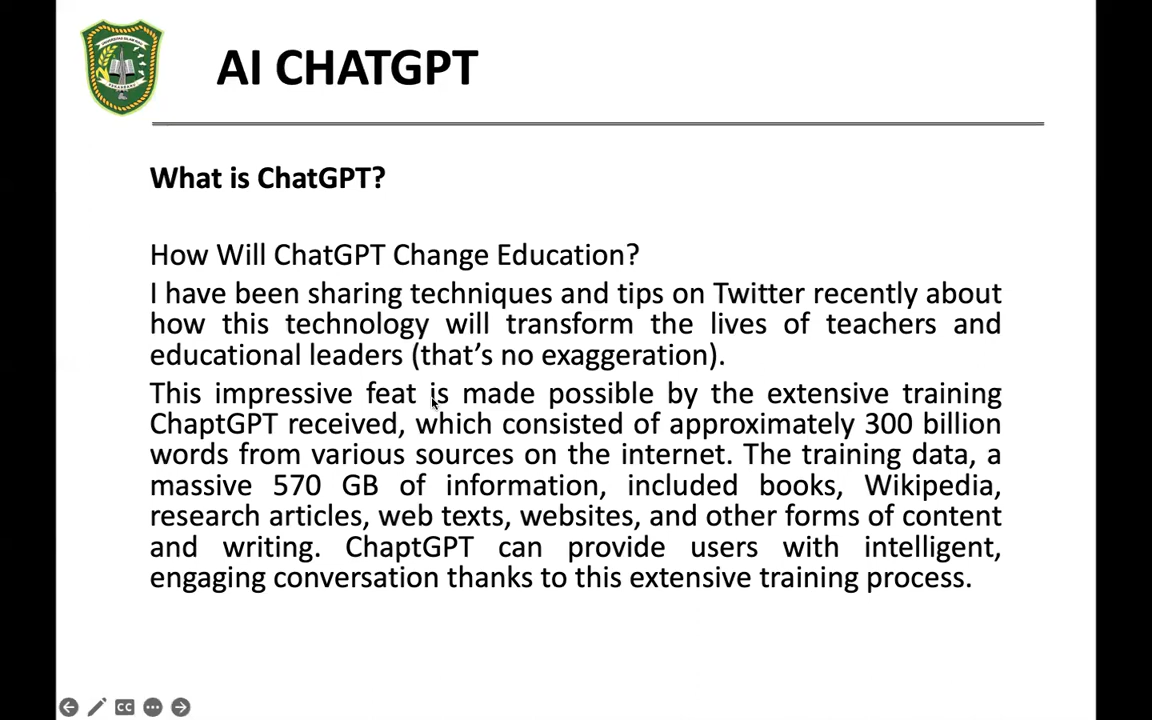 AI CHATGPT
What is ChatGPT?
How Will ChatGPT Change Education?
I have been sharing techniques and tips on Twitter recently about
how this technology will transform the lives of teachers and
educational leaders (that’s no exaggeration).
This impressive feat is made possible by the extensive training
ChaptGPT received, which consisted of approximately 300 billion
words from various sources on the internet. The training data, a
massive 570 GB of information, included books, Wikipedia,
research articles, web texts, websites, and other forms of content
and writing. ChaptGPT can provide users with intelligent,
engaging conversation thanks to this extensive training process.
CC